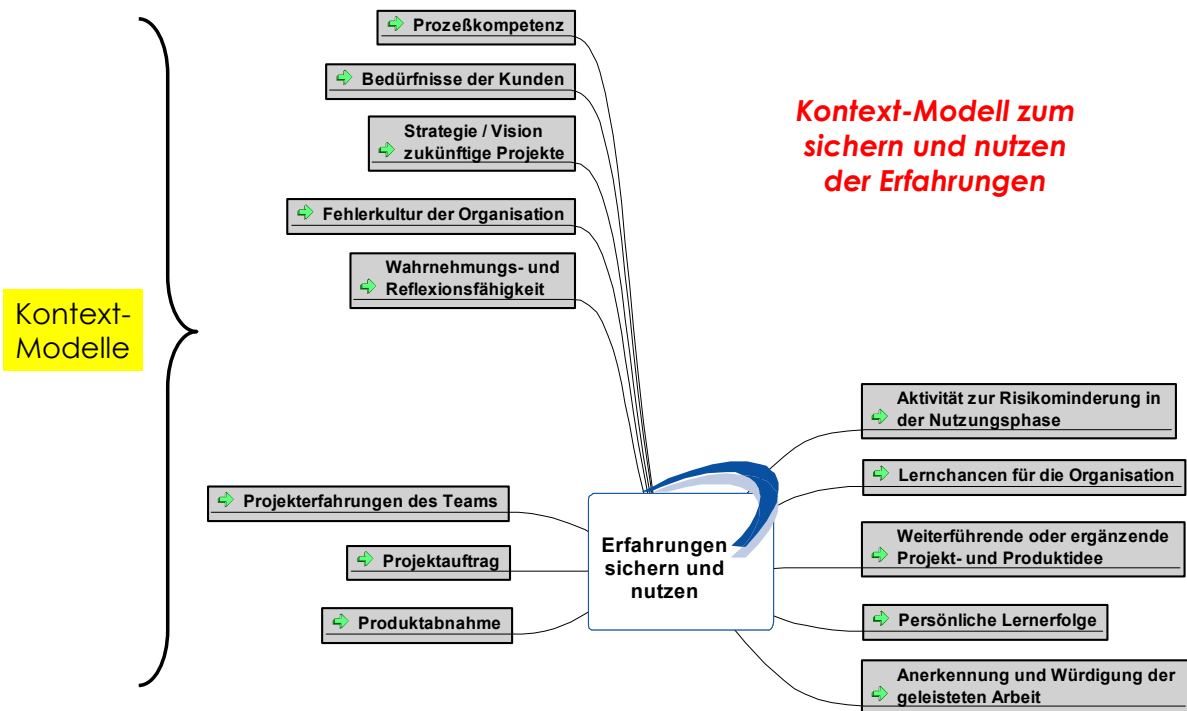 Prozeßkompetenz
Bedürfnisse der Kunden
Strategie / Vision
zukünftige Projekte
Fehlerkultur der Organisation
Wahrnehmungs- und
Reflexionsfähigkeit
Kontext-Modell zum
sichern und nutzen
der Erfahrungen
Kontext-
Modelle
Projekterfahrungen des Teams
Projektauftrag
Produktabnahme
Erfahrungen
sichern und
nutzen
Aktivität zur Risikominderung in
der Nutzungsphase
Lernchancen für die Organisation
Weiterführende oder ergänzende
Projekt- und Produktidee
Persönliche Lernerfolge
Anerkennung und Würdigung der
geleisteten Arbeit